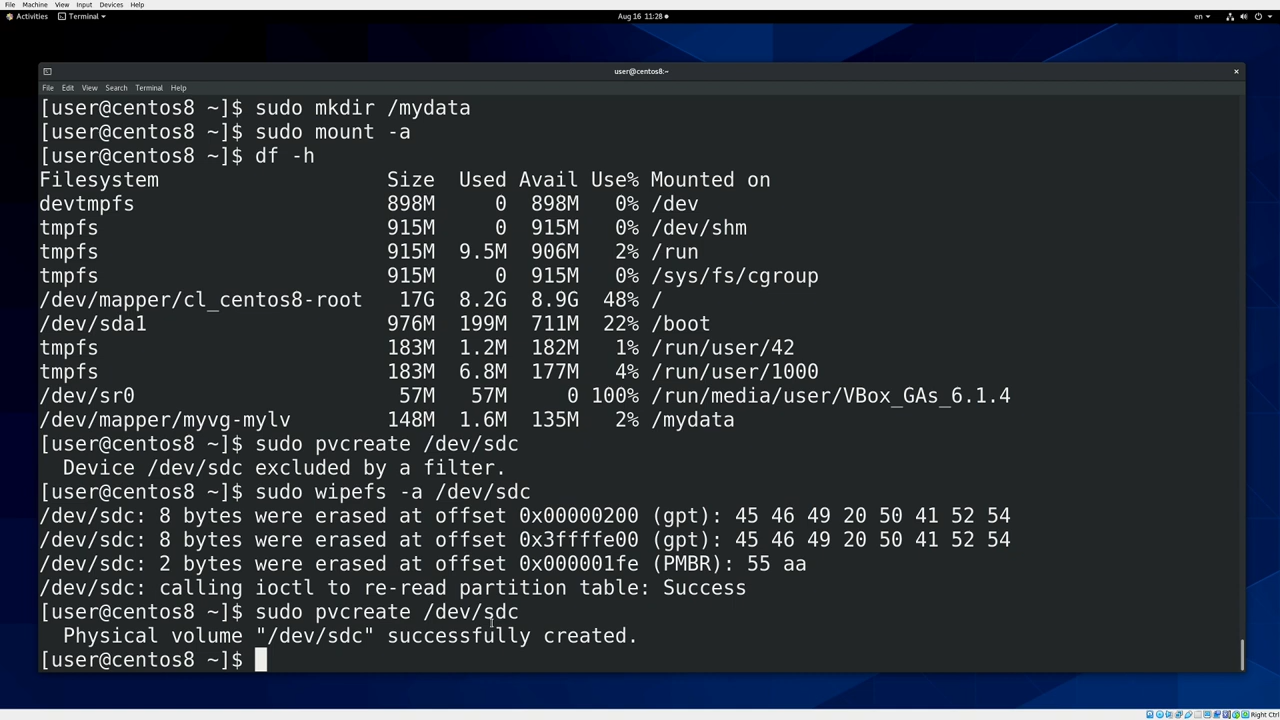 File Machine View Input Devices Help
Activities Terminal Aug 16 11:28 en
user@centos8:~
File Edit View Search Terminal Help
[user@centos8 ~]$ sudo mkdir /mydata
[user@centos8 ~]$ sudo mount -a
[user@centos8 ~]$ df -h
Filesystem Size Used Avail Use% Mounted on
devtmpfs 898M 0 898M 0% /dev
tmpfs 915M 0 915M 0% /dev/shm
tmpfs 915M 9.5M 906M 2% /run
tmpfs 915M 0 915M 0% /sys/fs/cgroup
/dev/mapper/cl_centos8-root 17G 8.2G 8.9G 48% /
/dev/sda1 976M 199M 711M 22% /boot
tmpfs 183M 1.2M 182M 1% /run/user/42
tmpfs 183M 6.8M 177M 4% /run/user/1000
/dev/sr0 57M 57M 0 100% /run/media/user/VBox_GAs_6.1.4
/dev/mapper/myvg-mylv 148M 1.6M 135M 2% /mydata
[user@centos8 ~]$ sudo pvcreate /dev/sdc
Device /dev/sdc excluded by a filter.
[user@centos8 ~]$ sudo wipefs -a /dev/sdc
/dev/sdc: 8 bytes were erased at offset 0x00000200 (gpt): 45 46 49 20 50 41 52 54
/dev/sdc: 8 bytes were erased at offset 0x3ffffe00 (gpt): 45 46 49 20 50 41 52 54
/dev/sdc: 2 bytes were erased at offset 0x000001fe (PMBR): 55 aa
/dev/sdc: calling ioctl to re-read partition table: Success
[user@centos8 ~]$ sudo pvcreate /dev/sdc
Physical volume "/dev/sdc" successfully created.
[user@centos8 ~]$
Right Ctrl